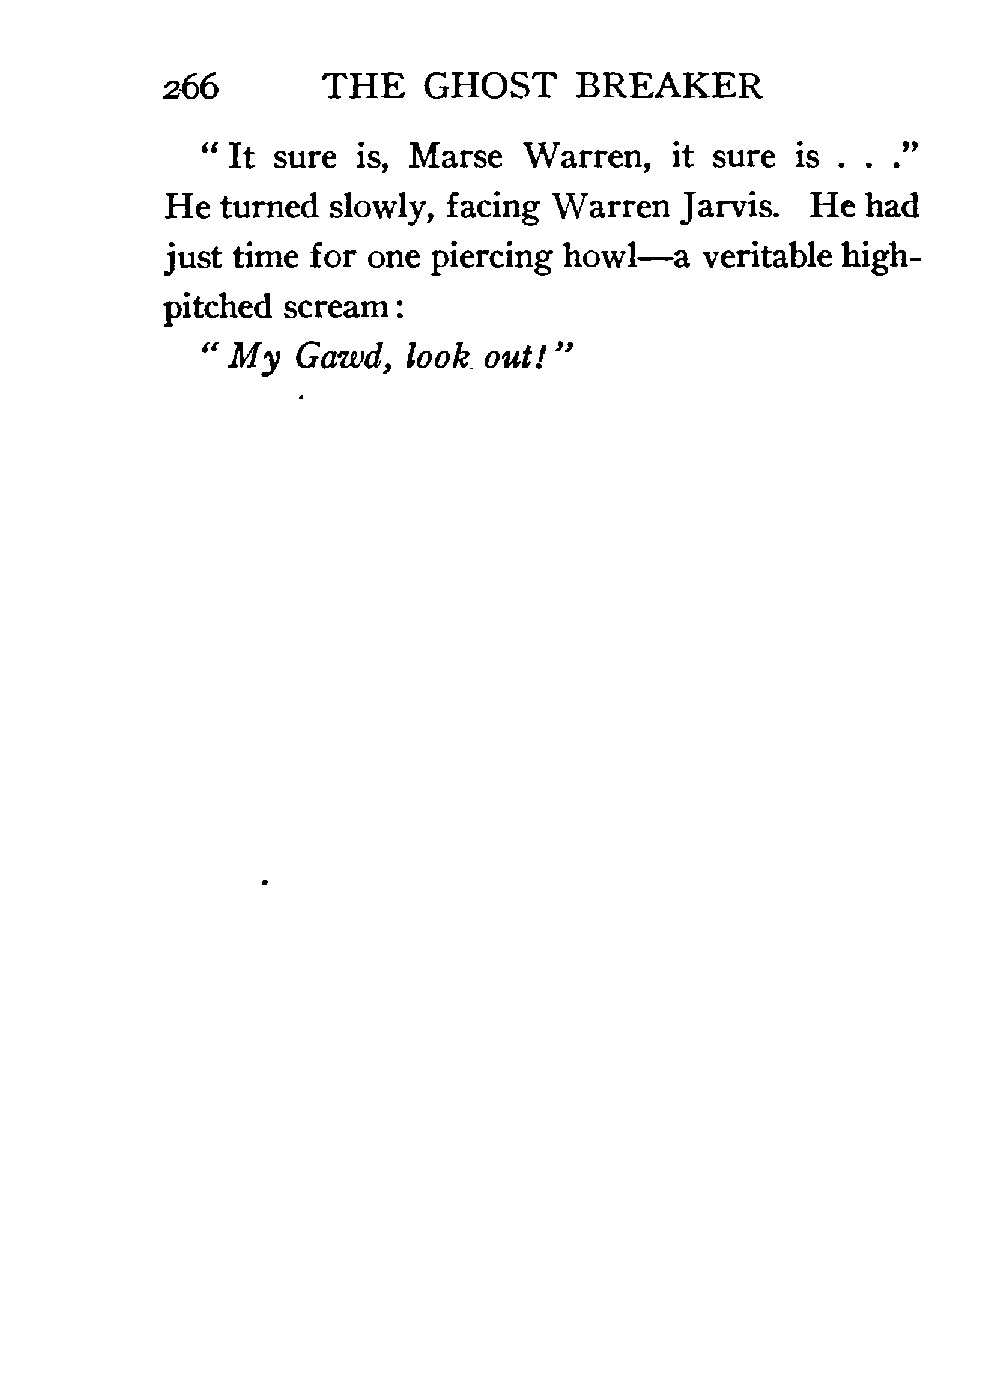 266 THE GHOST BREAKER
“It sure is, Marse Warren, it sure is . . .”
He turned slowly, facing Warren Jarvis. He had
just time for one piercing howl—a veritable high-
pitched scream:
“My Gawd, look out!”